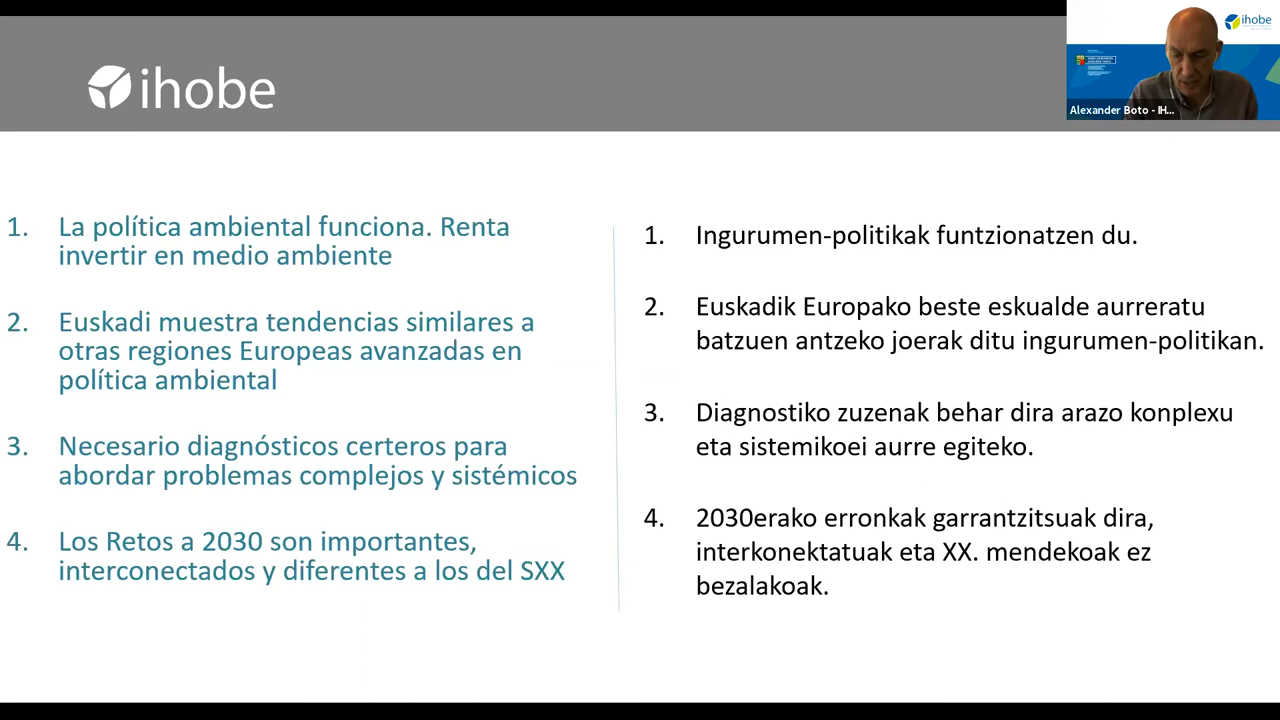 ihobe
ihobe
Alexander Boto - IH...
1. La política ambiental funciona. Renta
invertir en medio ambiente
2. Euskadi muestra tendencias similares a
otras regiones Europeas avanzadas en
política ambiental
3. Necesario diagnósticos certeros para
abordar problemas complejos y sistémicos
4. Los Retos a 2030 son importantes,
interconectados y diferentes a los del SXX
1. Ingurumen-politikak funtzionatzen du.
2. Euskadik Europako beste eskualde aurreratu
batzuen antzeko joerak ditu ingurumen-politikan.
3. Diagnostiko zuzenak behar dira arazo konplexu
eta sistemikoei aurre egiteko.
4. 2030erako erronkak garrantzitsuak dira,
interkonektatuak eta XX. mendekoak ez
bezalakoak.